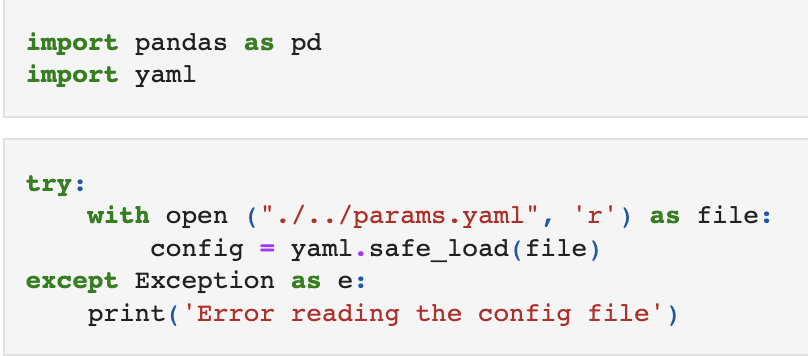 import pandas as pd
import yaml
try:
    with open ("./../params.yaml", 'r') as file:
        config = yaml.safe_load(file)
except Exception as e:
    print('Error reading the config file')